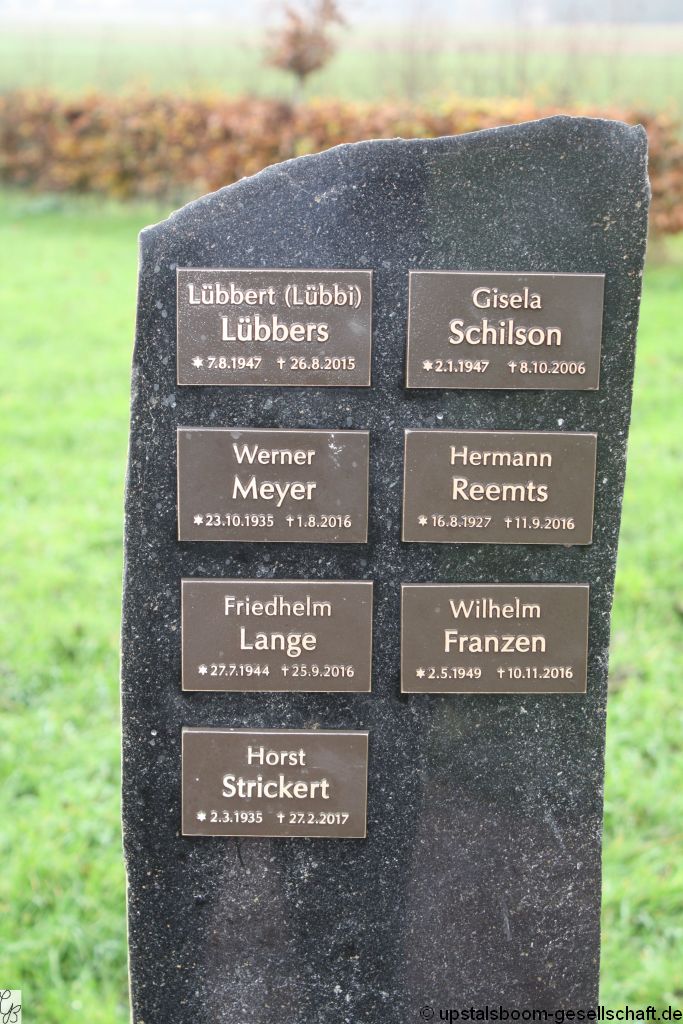 Lübbert (Lübbi)
Lübbers
* 7.8.1947 † 26.8.2015
Gisela
Schilson
* 2.1.1947 † 8.10.2006
Werner
Meyer
* 23.10.1935 † 1.8.2016
Hermann
Reemts
* 16.8.1927 † 11.9.2016
Friedhelm
Lange
* 27.7.1944 † 25.9.2016
Wilhelm
Franzen
* 2.5.1949 † 10.11.2016
Horst
Strickert
* 2.3.1935 † 27.2.2017
© upstalsboom-gesellschaft.de